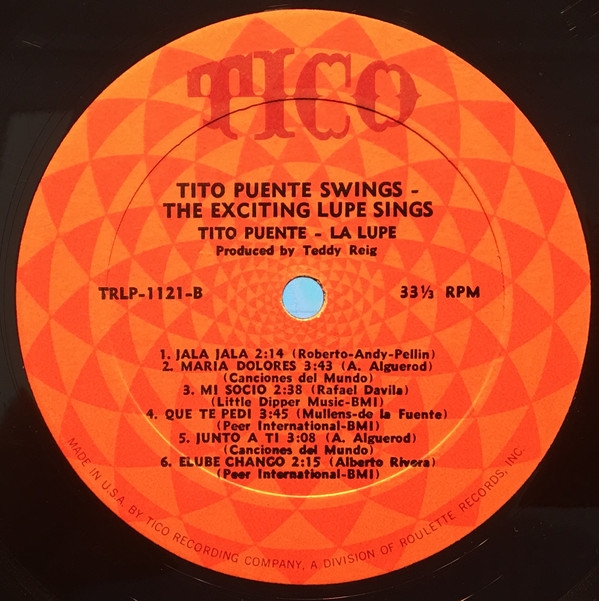 TICO
TITO PUENTE SWINGS -
THE EXCITING LUPE SINGS
TITO PUENTE - LA LUPE
Produced by Teddy Reig
TRLP-1121-B 33⅓ RPM
1. JALA JALA 2:14 (Roberto-Andy-Pellin)
2. MARIA DOLORES 3:43 (A. Alguerod)
(Canciones del Mundo)
3. MI SOCIO 2:38 (Rafael Davila)
(Little Dipper Music-BMI)
4. QUE TE PEDI 3:45 (Mullens-de la Fuente)
(Peer International-BMI)
5. JUNTO A TI 3:08 (A. Alguerod)
(Canciones del Mundo)
6. ELUBE CHANGO 2:15 (Alberto Rivera)
(Peer International-BMI)
MADE IN U.S.A. BY TICO RECORDING COMPANY, A DIVISION OF ROULETTE RECORDS, INC.